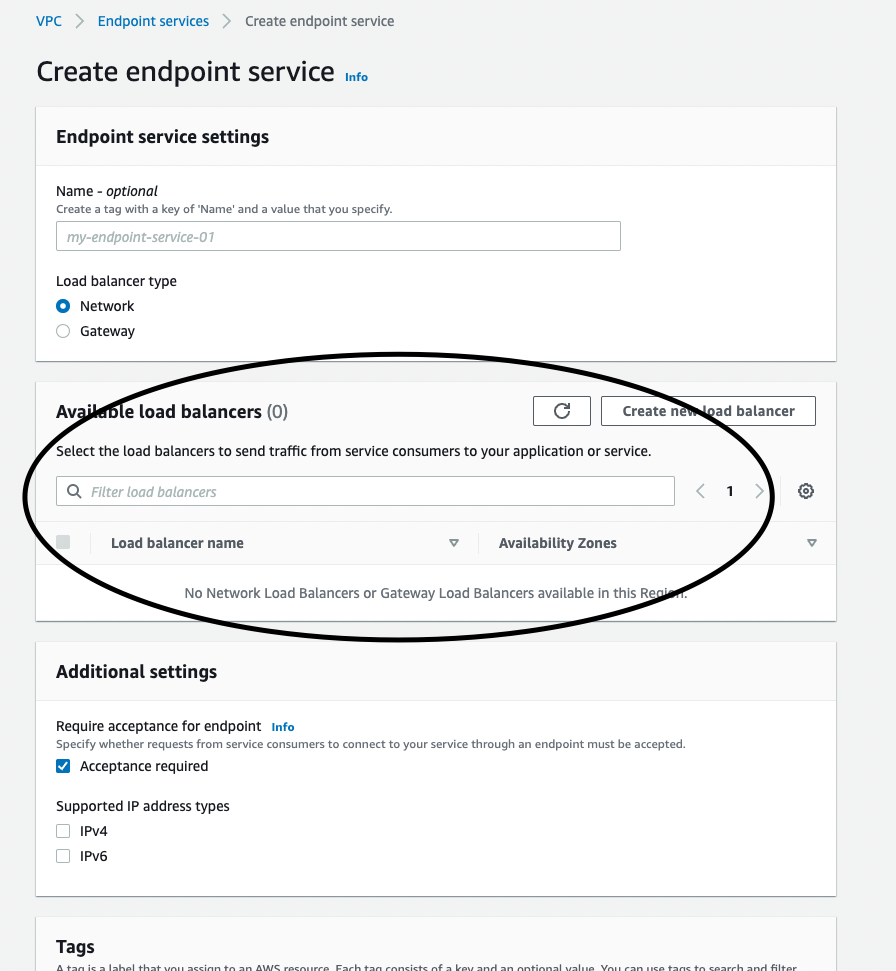 VPC > Endpoint services > Create endpoint service
Create endpoint service Info
Endpoint service settings
Name - optional
Create a tag with a key of 'Name' and a value that you specify.
my-endpoint-service-01
Load balancer type
Network
Gateway
Available load balancers (0)
Create new load balancer
Select the load balancers to send traffic from service consumers to your application or service.
Filter load balancers
1
Load balancer name
Availability Zones
No Network Load Balancers or Gateway Load Balancers available in this Region.
Additional settings
Require acceptance for endpoint Info
Specify whether requests from service consumers to connect to your service through an endpoint must be accepted.
Acceptance required
Supported IP address types
IPv4
IPv6
Tags
A tag is a label that you assign to an AWS resource. Each tag consists of a key and an optional value. You can use tags to search and filter